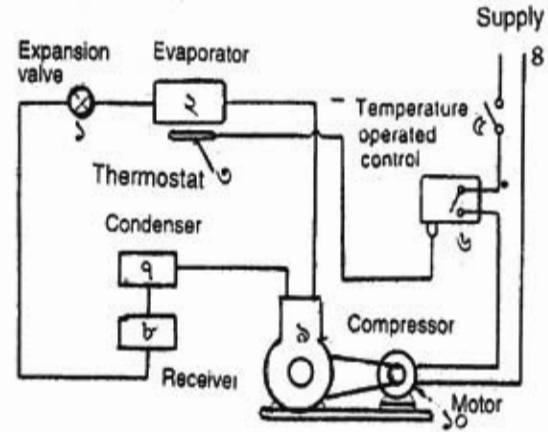 Supply
৪
Expansion valve
Evaporator
১
২
Temperature operated control
৫
Thermostat
৩
৬
Condenser
৭
৮
Receiver
৯
Compressor
Motor
১০